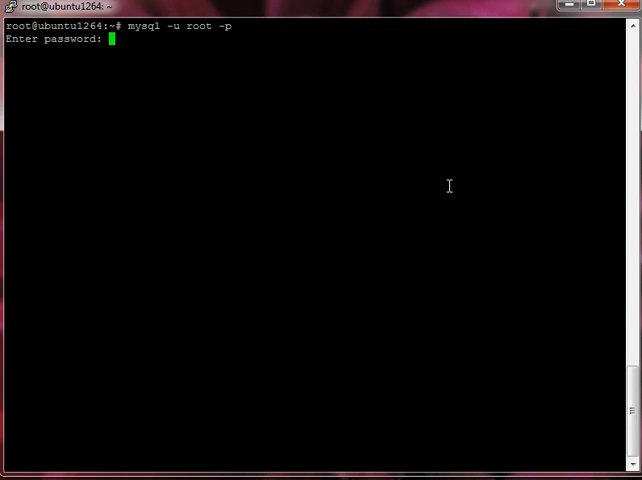 root@ubuntu1264: ~
root@ubuntu1264:~# mysql -u root -p
Enter password: